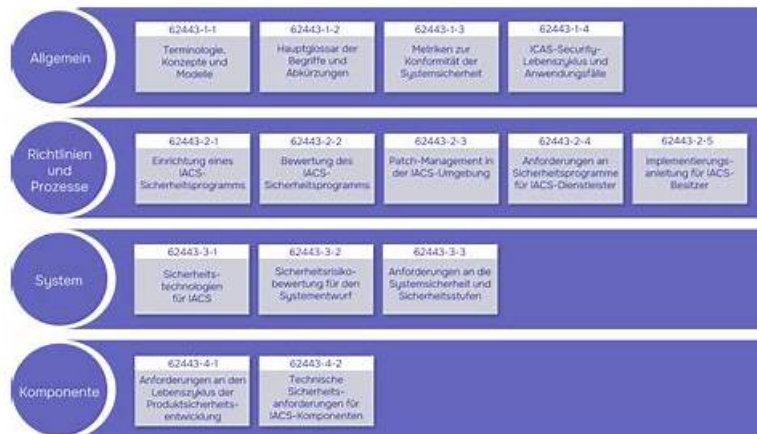 Allgemein
62443-1-1
Terminologie,
Konzepte und
Modelle
62443-1-2
Hauptglossar der
Begriffe und
Abkürzungen
62443-1-3
Metriken zur
Konformität der
Systemsicherheit
62443-1-4
ICAS-Security-
Lebenszyklus und
Anwendungsfälle
Richtlinien
und
Prozesse
62443-2-1
Einrichtung eines
IACS-
Sicherheitsprogramms
62443-2-2
Bewertung des
IACS-
Sicherheitsprogramms
62443-2-3
Patch-Management in
der IACS-Umgebung
62443-2-4
Anforderungen an
Sicherheitsprogramme
für IACS-Dienstleister
62443-2-5
Implementierungs-
anleitung für IACS-
Besitzer
System
62443-3-1
Sicherheits-
technologien
für IACS
62443-3-2
Sicherheitsrisiko-
bewertung für den
Systementwurf
62443-3-3
Anforderungen an die
Systemsicherheit und
Sicherheitsstufen
Komponente
62443-4-1
Anforderungen an den
Lebenszyklus der
Produktsicherheits-
entwicklung
62443-4-2
Technische
Sicherheits-
anforderungen für
IACS-Komponenten